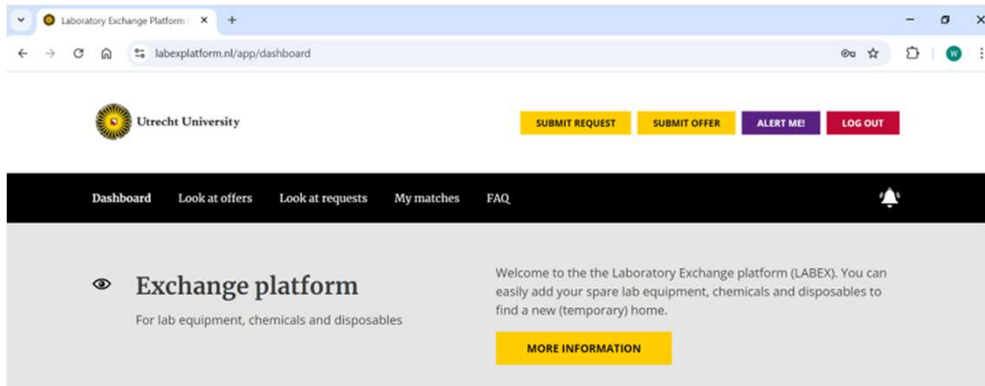 Laboratory Exchange Platform
labexplatform.nl/app/dashboard
W
Utrecht University
SUBMIT REQUEST
SUBMIT OFFER
ALERT ME!
LOG OUT
Dashboard
Look at offers
Look at requests
My matches
FAQ
Exchange platform
For lab equipment, chemicals and disposables
Welcome to the the Laboratory Exchange platform (LABEX). You can
easily add your spare lab equipment, chemicals and disposables to
find a new (temporary) home.
MORE INFORMATION